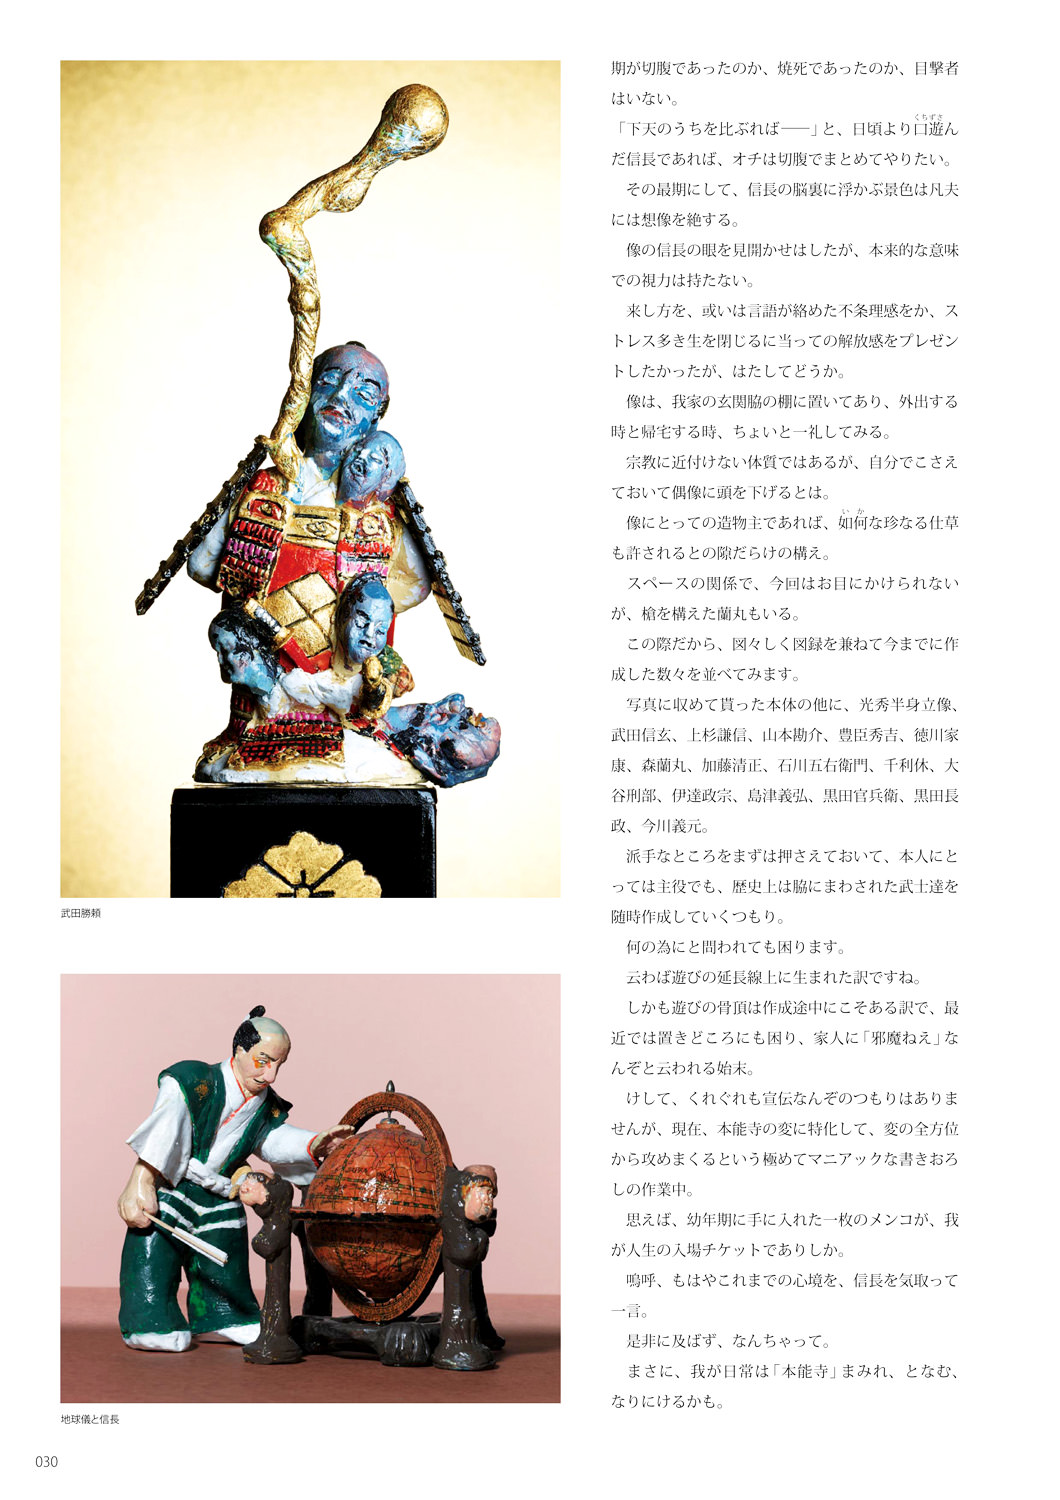 期が切腹であったのか、焼死であったのか、目撃者
はいない。
「下天のうちを比ぶれば――」と、日頃より口遊ん
だ信長であれば、オチは切腹でまとめてやりたい。
その最期にして、信長の脳裏に浮かぶ景色は凡夫
には想像を絶する。
像の信長の眼を見開かせはしたが、本来的な意味
での視力は持たない。
来し方を、或いは言語が絡めた不条理感をか、ス
トレス多き生を閉じるに当っての解放感をプレゼン
トしたかったが、はたしてどうか。
像は、我家の玄関脇の棚に置いてあり、外出する
時と帰宅する時、ちょいと一礼してみる。
宗教に近付けない体質ではあるが、自分でこさえ
ておいて偶像に頭を下げるとは。
像にとっての造物主であれば、如何な珍なる仕草
も許されるとの隙だらけの構え。
スペースの関係で、今回はお目にかけられない
が、槍を構えた蘭丸もいる。
この際だから、図々しく図録を兼ねて今までに作
成した数々を並べてみます。
写真に収めて貰った本体の他に、光秀半身立像、
武田信玄、上杉謙信、山本勘介、豊臣秀吉、徳川家
康、森蘭丸、加藤清正、石川五右衛門、千利休、大
谷刑部、伊達政宗、島津義弘、黒田官兵衛、黒田長
政、今川義元。
派手なところをまずは押さえておいて、本人にと
っては主役でも、歴史上は脇にまわされた武士達を
随時作成していくつもり。
何の為にと問われても困ります。
云わば遊びの延長線上に生まれた訳ですね。
しかも遊びの骨頂は作成途中にこそある訳で、最
近では置きどころにも困り、家人に「邪魔ねえ」な
んぞと云われる始末。
けして、くれぐれも宣伝なんぞのつもりはありま
せんが、現在、本能寺の変に特化して、変の全方位
から攻めまくるという極めてマニアックな書きおろ
しの作業中。
思えば、幼年期に手に入れた一枚のメンコが、我
が人生の入場チケットでありしか。
嗚呼、もはやこれまでの心境を、信長を気取って
一言。
是非に及ばず、なんちゃって。
まさに、我が日常は「本能寺」まみれ、となむ、
なりにけるかも。
武田勝頼
地球儀と信長
030